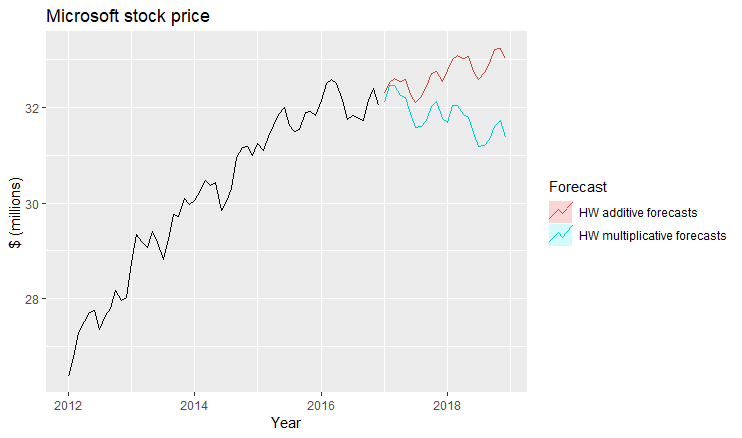 Microsoft stock price
$ (millions)
32
30
28
2012
2014
2016
2018
Year
Forecast
HW additive forecasts
HW multiplicative forecasts